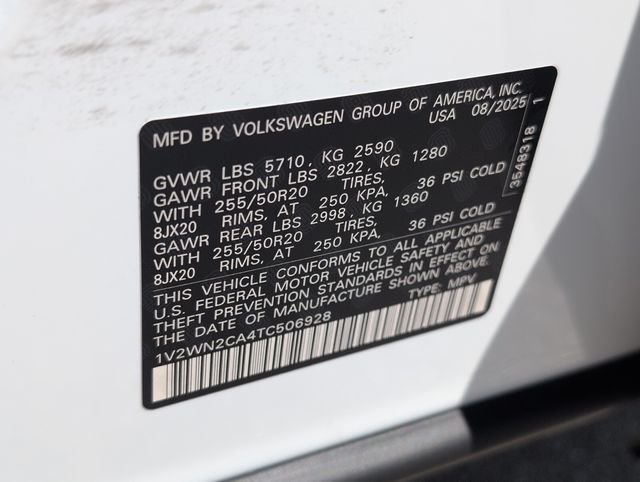 MFD BY VOLKSWAGEN GROUP OF AMERICA, INC.
USA 08/2025
GVWR LBS 5710, KG 2590
GAWR FRONT LBS 2822, KG 1280
WITH 255/50R20 TIRES,
8JX20 RIMS, AT 250 KPA, 36 PSI COLD
GAWR REAR LBS 2998, KG 1360
WITH 255/50R20 TIRES,
8JX20 RIMS, AT 250 KPA, 36 PSI COLD
THIS VEHICLE CONFORMS TO ALL APPLICABLE
U.S. FEDERAL MOTOR VEHICLE SAFETY AND
THEFT PREVENTION STANDARDS IN EFFECT ON
THE DATE OF MANUFACTURE SHOWN ABOVE.
1V2WN2CA4TC506928 TYPE: MPV
3548318 1